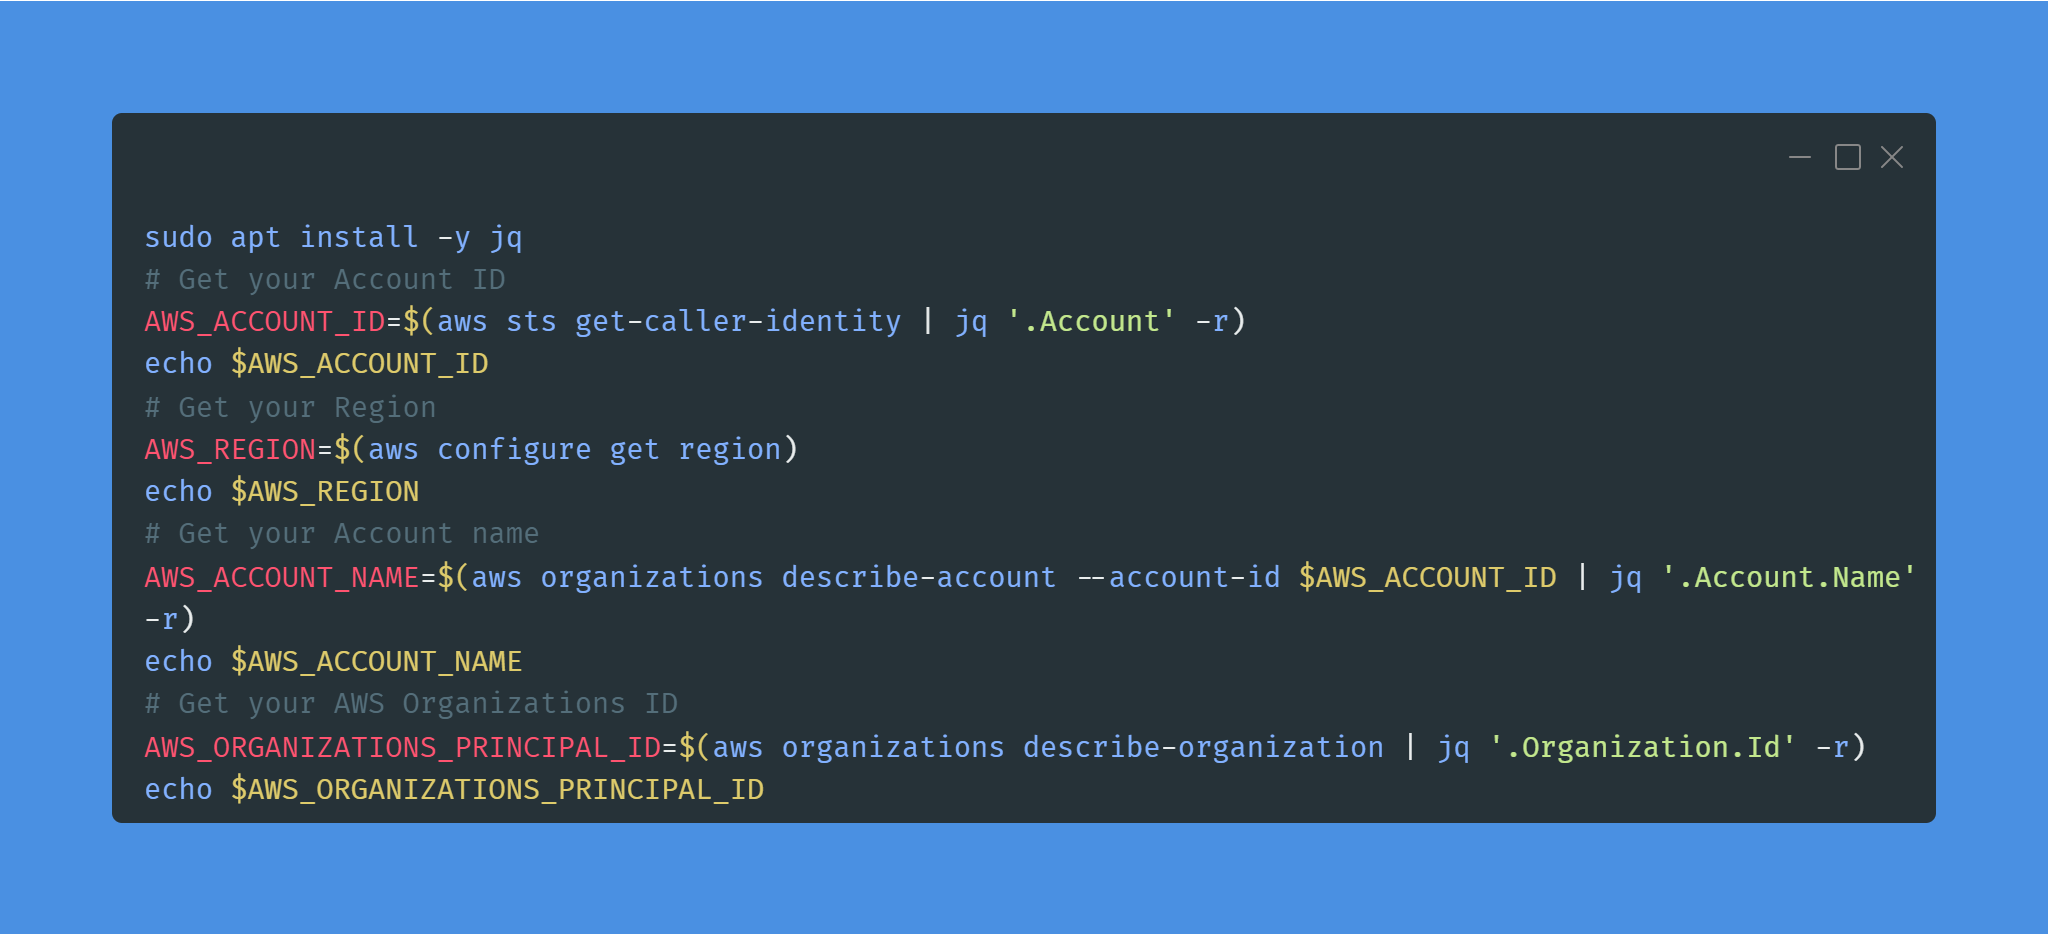 sudo apt install -y jq
# Get your Account ID
AWS_ACCOUNT_ID=$(aws sts get-caller-identity | jq '.Account' -r)
echo $AWS_ACCOUNT_ID
# Get your Region
AWS_REGION=$(aws configure get region)
echo $AWS_REGION
# Get your Account name
AWS_ACCOUNT_NAME=$(aws organizations describe-account --account-id $AWS_ACCOUNT_ID | jq '.Account.Name'
-r)
echo $AWS_ACCOUNT_NAME
# Get your AWS Organizations ID
AWS_ORGANIZATIONS_PRINCIPAL_ID=$(aws organizations describe-organization | jq '.Organization.Id' -r)
echo $AWS_ORGANIZATIONS_PRINCIPAL_ID